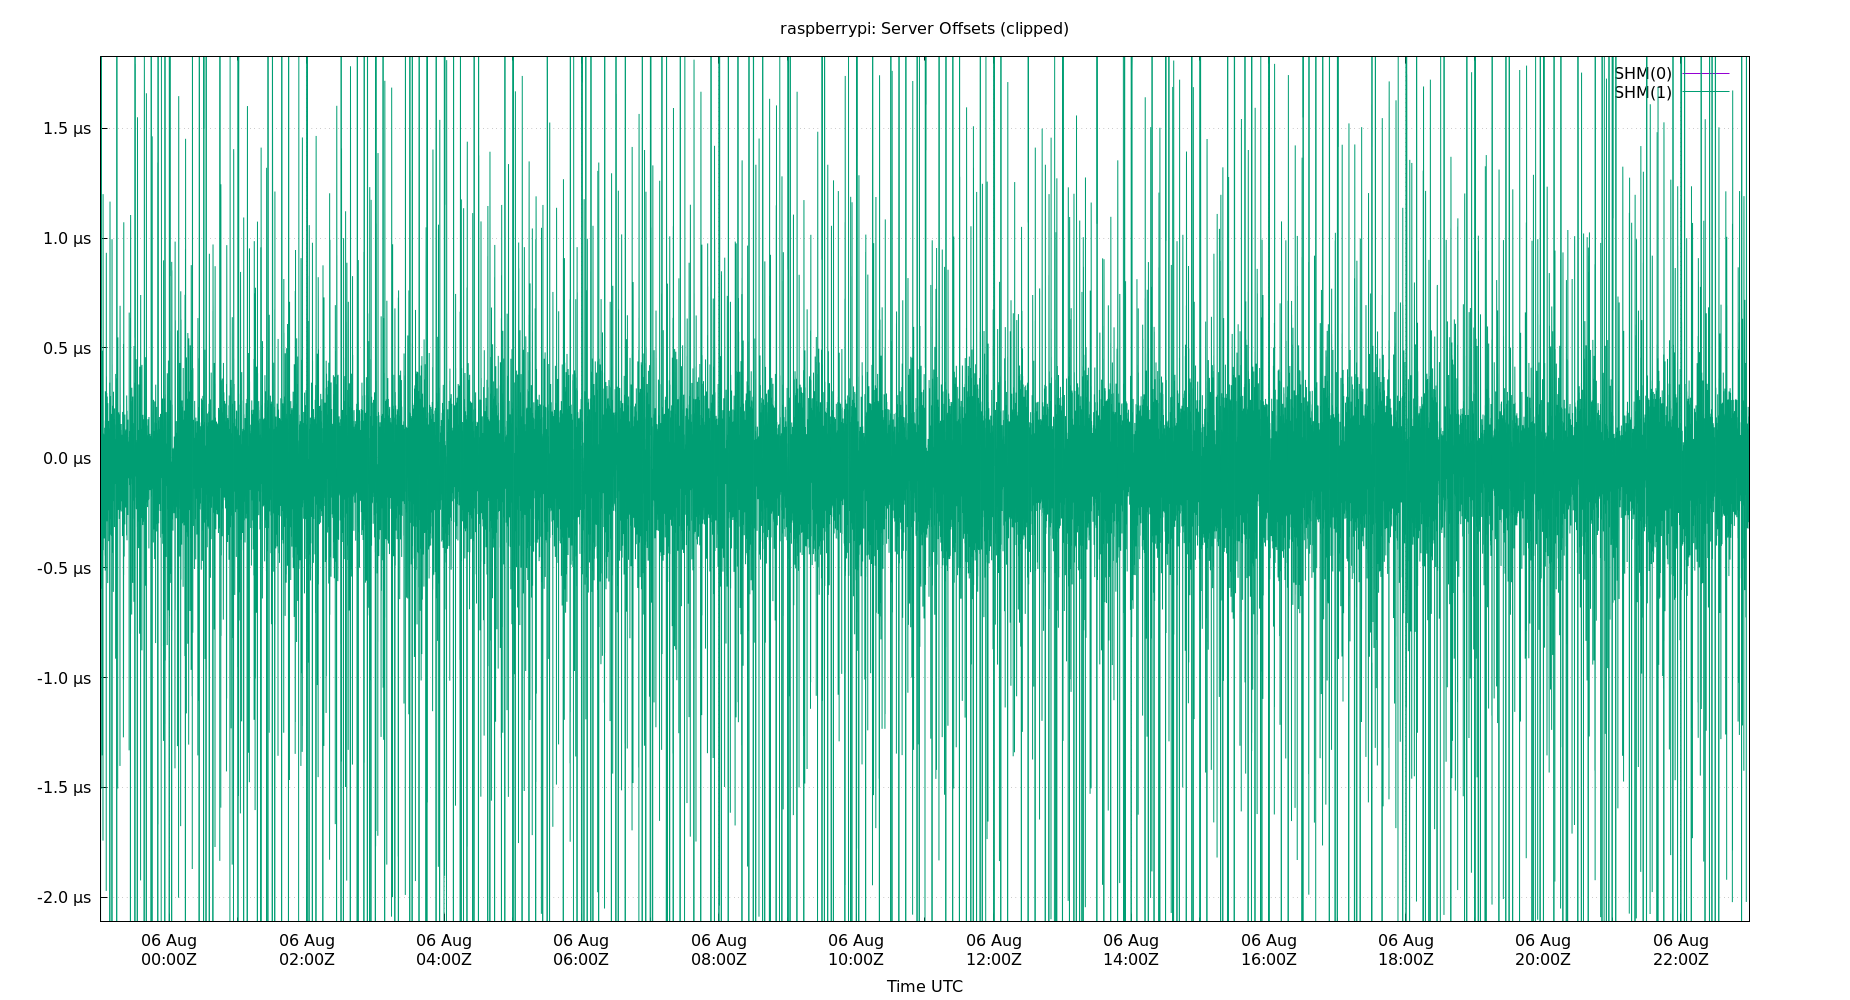 raspberrypi: Server Offsets (clipped)
SHM(0)
SHM(1)
1.5 µs
1.0 µs
0.5 µs
0.0 µs
-0.5 µs
-1.0 µs
-1.5 µs
-2.0 µs
06 Aug 06 Aug 06 Aug 06 Aug 06 Aug 06 Aug 06 Aug 06 Aug 06 Aug 06 Aug 06 Aug 06 Aug
00:00Z 02:00Z 04:00Z 06:00Z 08:00Z 10:00Z 12:00Z 14:00Z 16:00Z 18:00Z 20:00Z 22:00Z
Time UTC